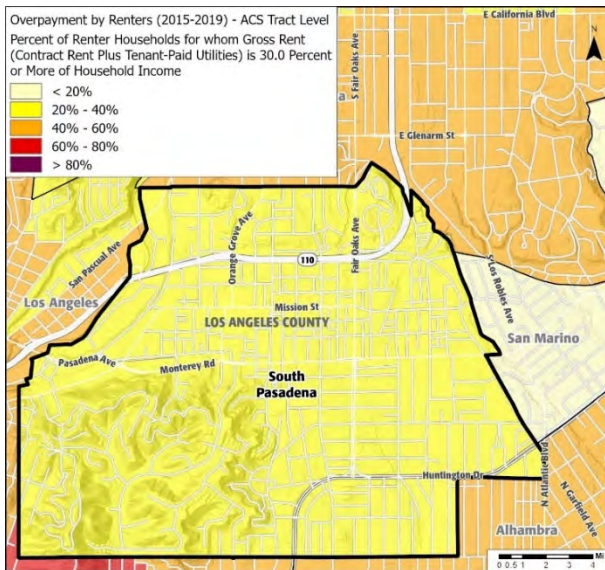 Overpayment by Renters (2015-2019) - ACS Tract Level
Percent of Renter Households for whom Gross Rent
(Contract Rent Plus Tenant-Paid Utilities) is 30.0 Percent
or More of Household Income
< 20%
20% - 40%
40% - 60%
60% - 80%
> 80%
E California Blvd
N
S Fair Oaks Ave
a
E Glenarm St
San Pascual Ave
Orange Grove Ave
Fair Oaks Ave
110
S Los Robles Ave
Los Angeles
Mission St
LOS ANGELES COUNTY
San Marino
Pasadena Ave
Monterey Rd
South
Pasadena
Huntington Dr
N Atlantic Blvd
N Garfield Ave
Alhambra
0 0.5 1 2 3 4
Mi